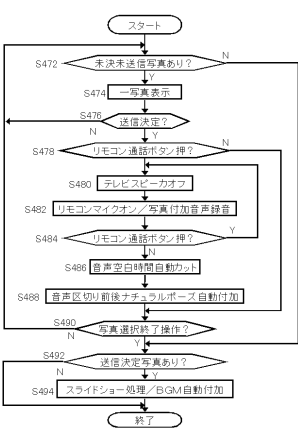 スタート
N
S472 未決未送信写真あり？
Y
S474 一写真表示
S476 送信決定？
N Y
S478 リモコン通話ボタン押？ N
Y
S480 テレビスピーカオフ
S482 リモコンマイクオン／写真付加音声録音
S484 リモコン通話ボタン押？ Y
N
S486 音声空白時間自動カット
S488 音声区切り前後ナチュラルポーズ自動付加
S490 写真選択終了操作？
N Y
S492 送信決定写真あり？
N Y
S494 スライドショー処理／BGM自動付加
終了